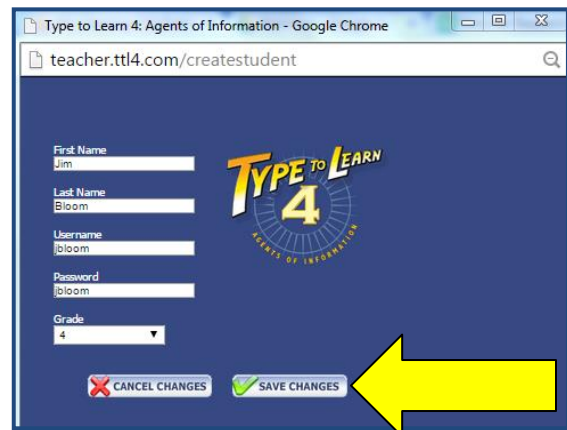 Type to Learn 4: Agents of Information - Google Chrome
teacher.ttl4.com/createstudent
First Name
Jim
Last Name
Bloom
Username
jbloom
Password
jbloom
Grade
4
TYPE TO LEARN
4
AGENTS OF INFORMATION
CANCEL CHANGES
SAVE CHANGES